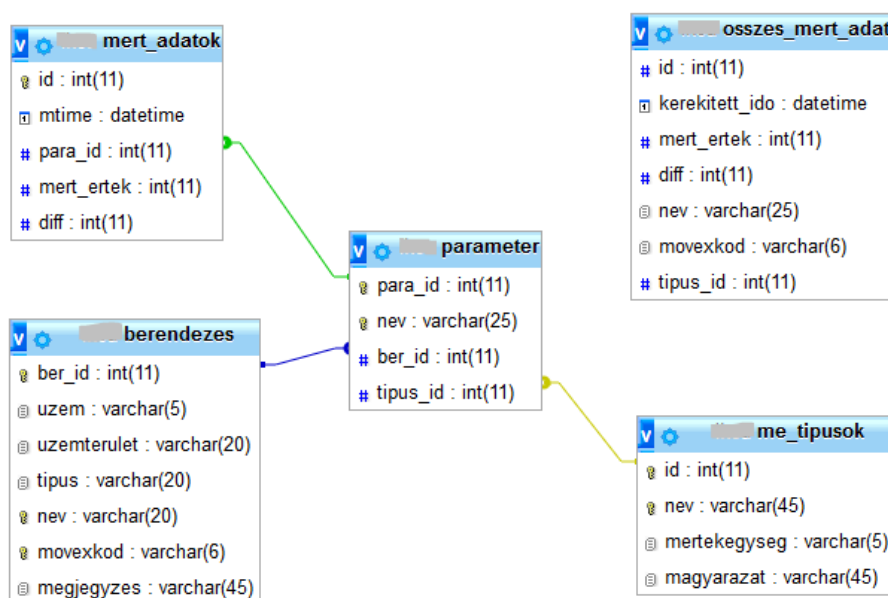 mert_adatok
id : int(11)
mtime : datetime
para_id : int(11)
mert_ertek : int(11)
diff : int(11)
osszes_mert_adat
id : int(11)
kerekitett_ido : datetime
mert_ertek : int(11)
diff : int(11)
nev : varchar(25)
movexkod : varchar(6)
tipus_id : int(11)
parameter
para_id : int(11)
nev : varchar(25)
ber_id : int(11)
tipus_id : int(11)
berendezes
ber_id : int(11)
uzem : varchar(5)
uzemterulet : varchar(20)
tipus : varchar(20)
nev : varchar(20)
movexkod : varchar(6)
megjegyzes : varchar(45)
me_tipusok
id : int(11)
nev : varchar(45)
mertekegyseg : varchar(5)
magyarazat : varchar(45)